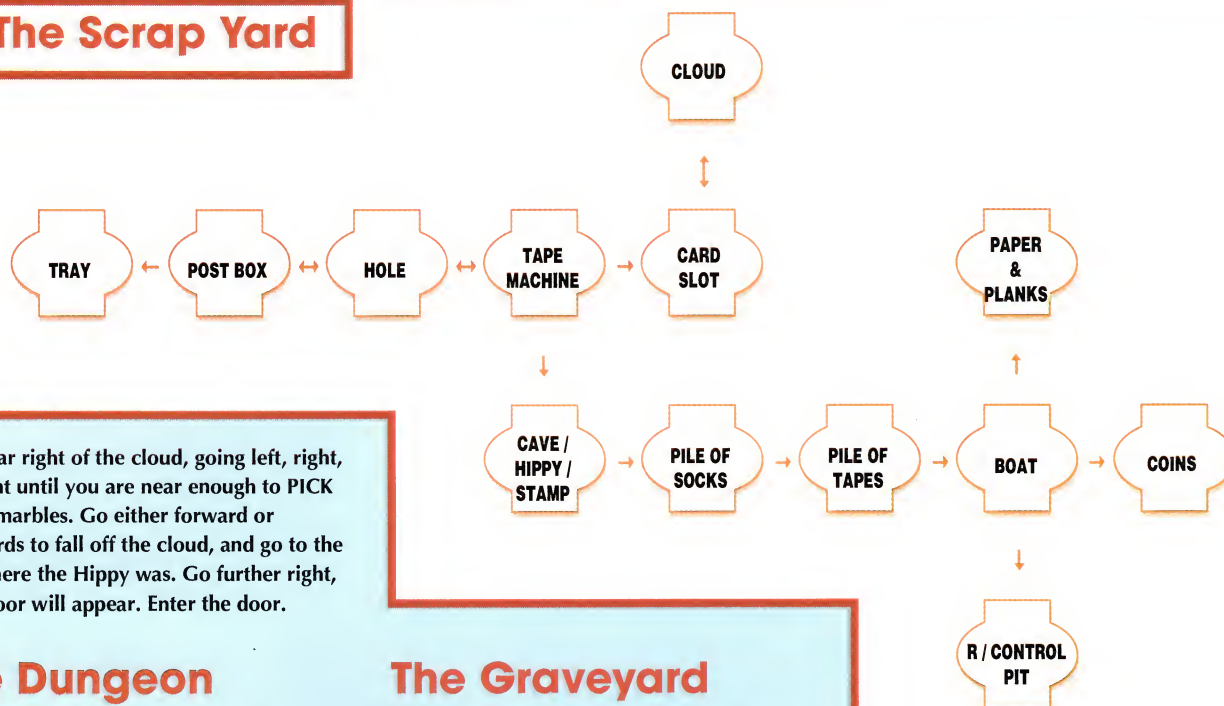 The Scrap Yard
CLOUD
TRAY
POST BOX
HOLE
TAPE
MACHINE
CARD
SLOT
PAPER
&
PLANKS
CAVE /
HIPPY /
STAMP
PILE OF
SOCKS
PILE OF
TAPES
BOAT
COINS
R / CONTROL
PIT
ar right of the cloud, going left, right,
until you are near enough to PICK
marbles. Go either forward or
rds to fall off the cloud, and go to the
here the Hippy was. Go further right,
oor will appear. Enter the door.
e Dungeon
The Graveyard